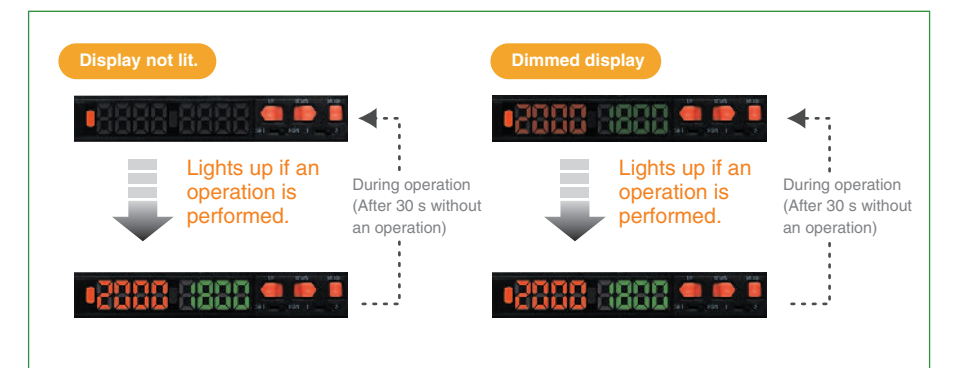 Display not lit.
Dimmed display
2000 1800
Lights up if an
operation is
performed.
During operation
(After 30 s without
an operation)
Lights up if an
operation is
performed.
During operation
(After 30 s without
an operation)
2000 1800
2000 1800